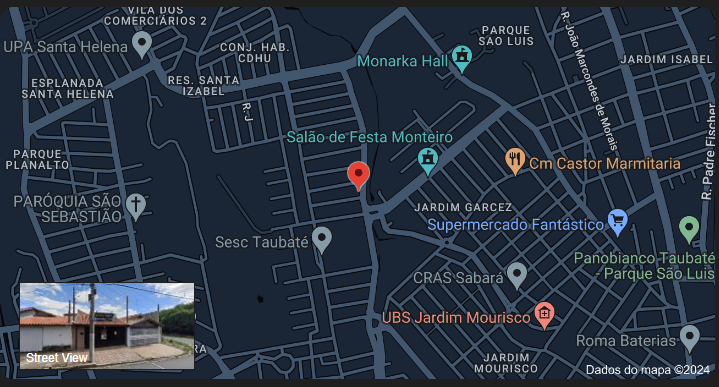 VILA DOS
COMERCIÁRIOS 2
UPA Santa Helena
CONJ. HAB.
CDHU
PARQUE
SAO LUIS
R. João Marcondes de Morais
Monarka Hall
JARDIM ISABEL
ESPLANADA
SANTA HELENA
RES. SANTA
IZABEL
R. J
R. Padre Fischer
Salão de Festa Monteiro
PARQUE
PLANALTO
Cm Castor Marmitaria
PARÓQUIA SÃO
SEBASTIÃO
JARDIM GARCEZ
Supermercado Fantástico
Sesc Taubaté
Panobianco Taubaté
- Parque São Luis
CRAS Sabará
UBS Jardim Mourisco
Roma Baterias
RA
Street View
JARDIM
MOURISCO
Dados do mapa ©2024